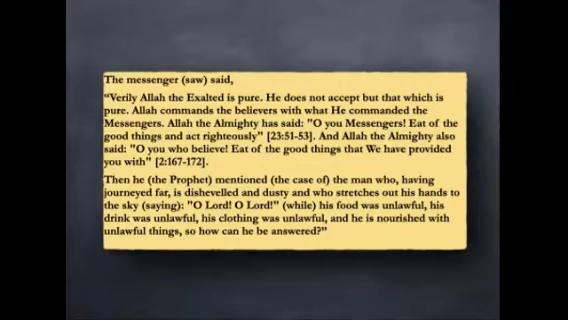 The messenger (saw) said,
“Verily Allah the Exalted is pure. He does not accept but that which is
pure. Allah commands the believers with what He commanded the
Messengers. Allah the Almighty has said: "O you Messengers! Eat of the
good things and act righteously" [23:51-53]. And Allah the Almighty also
said: "O you who believe! Eat of the good things that We have provided
you with" [2:167-172].
Then he (the Prophet) mentioned (the case of) the man who, having
journeyed far, is dishevelled and dusty and who stretches out his hands to
the sky (saying): "O Lord! O Lord!" (while) his food was unlawful, his
drink was unlawful, his clothing was unlawful, and he is nourished with
unlawful things, so how can he be answered?”